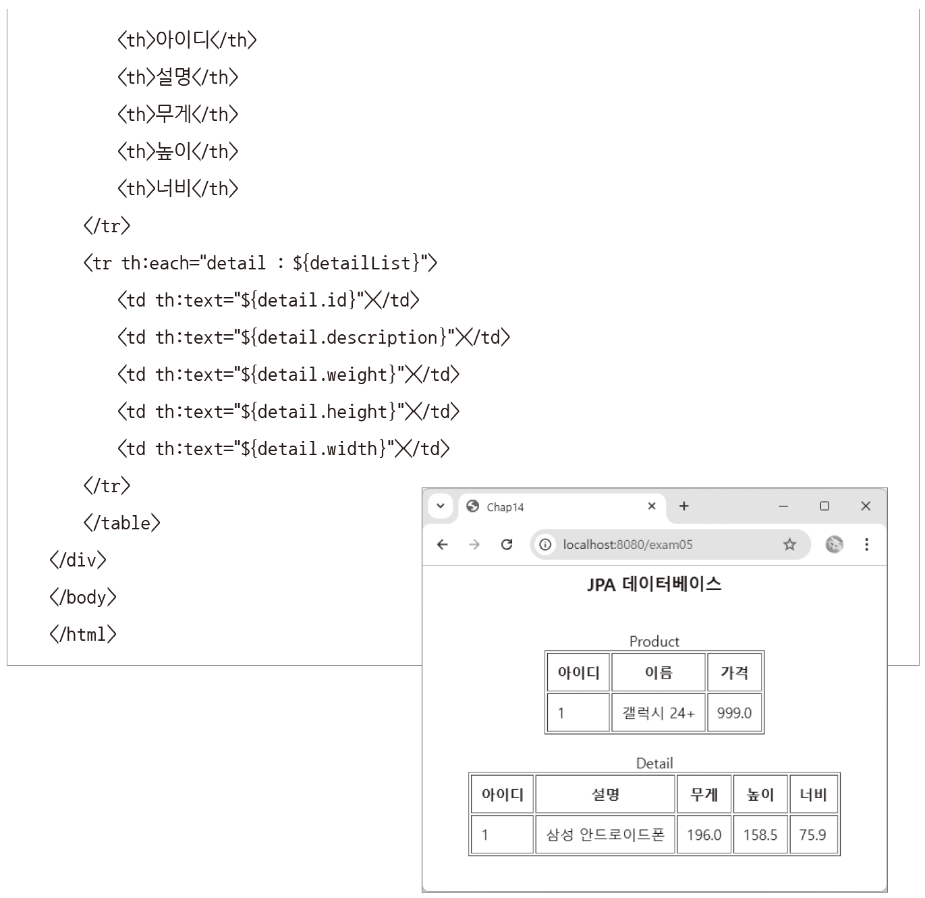 <th>아이디</th>
<th>설명</th>
<th>무게</th>
<th>높이</th>
<th>너비</th>
</tr>
<tr th:each="detail : ${detailList}">
<td th:text="${detail.id}"></td>
<td th:text="${detail.description}"></td>
<td th:text="${detail.weight}"></td>
<td th:text="${detail.height}"></td>
<td th:text="${detail.width}"></td>
</tr>
</table>
</div>
</body>
</html>
Chap14
localhost:8080/exam05
JPA 데이터베이스
Product
아이디 이름 가격
1 갤럭시 24+ 999.0
Detail
아이디 설명 무게 높이 너비
1 삼성 안드로이드폰 196.0 158.5 75.9